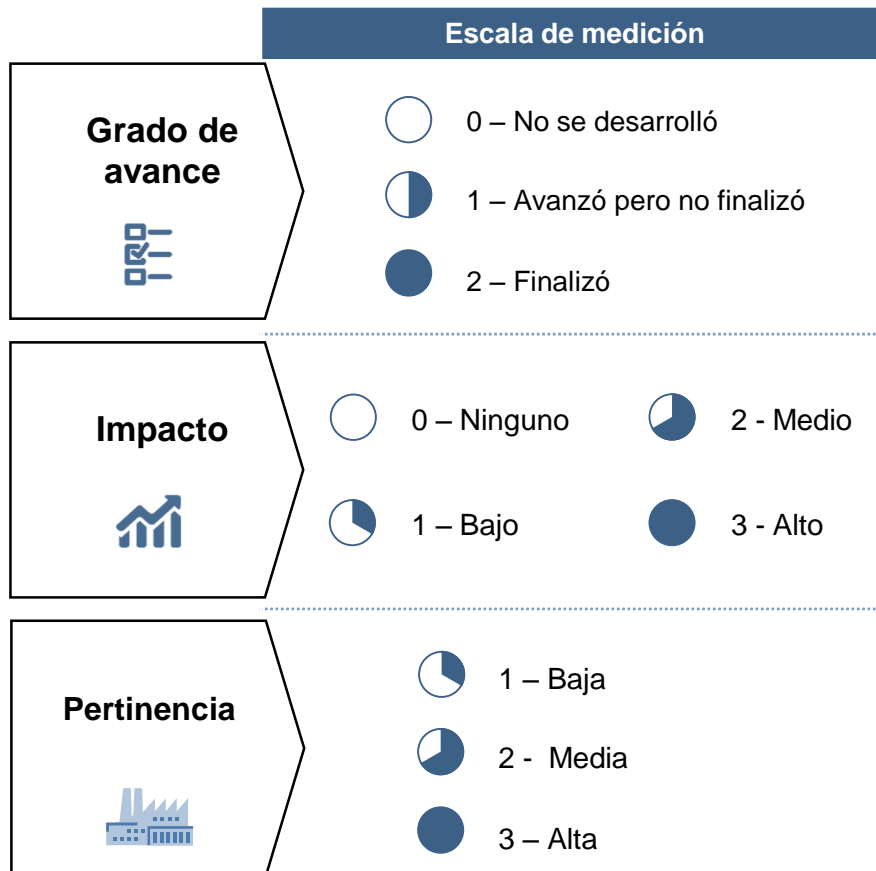 Escala de medición
Grado de
avance
0 – No se desarrolló
1 – Avanzó pero no finalizó
2 – Finalizó
Impacto
0 – Ninguno
2 - Medio
1 – Bajo
3 - Alto
Pertinencia
1 – Baja
2 - Media
3 – Alta